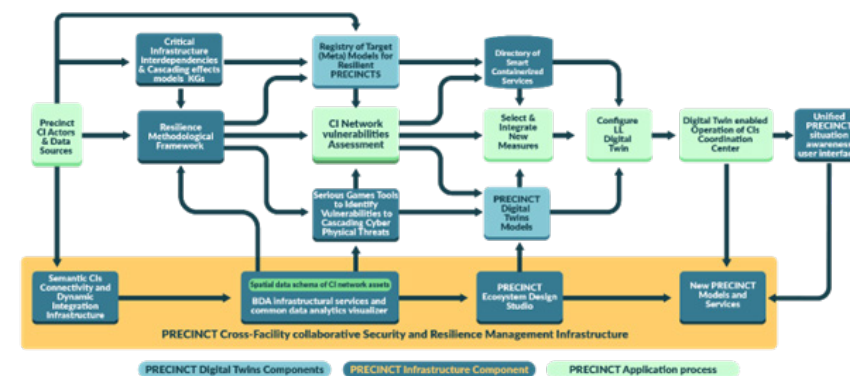 Critical
Infrastructure
Interdependencies
& Cascading effects
models KGs
Registry of Target
(Meta) Models for
Resilient
PRECINCTS
Directory of
Smart
Containerized
Services
Precinct
CI Actors
& Data
Sources
Resilience
Methodological
Framework
CI Network
vulnerabilities
Assessment
Select &
Integrate
New
Measures
Configure
LL
Digital
Twin
Digital Twin enabled
Operation of CIs
Coordination
Center
Unified
PRECINCT
situation
awareness
user interface
Serious Games Tools
to Identify
Vulnerabilities to
Cascading Cyber
Physical Threats
PRECINCT
Digital
Twins
Models
Semantic CIs
Connectivity and
Dynamic
Integration
Infrastructure
Spatial data schema of CI network assets
BDA infrastructural services and
common data analytics visualizer
PRECINCT
Ecosystem Design
Studio
New PRECINCT
Models and
Services
PRECINCT Cross-Facility collaborative Security and Resilience Management Infrastructure
PRECINCT Digital Twins Components
PRECINCT Infrastructure Component
PRECINCT Application process